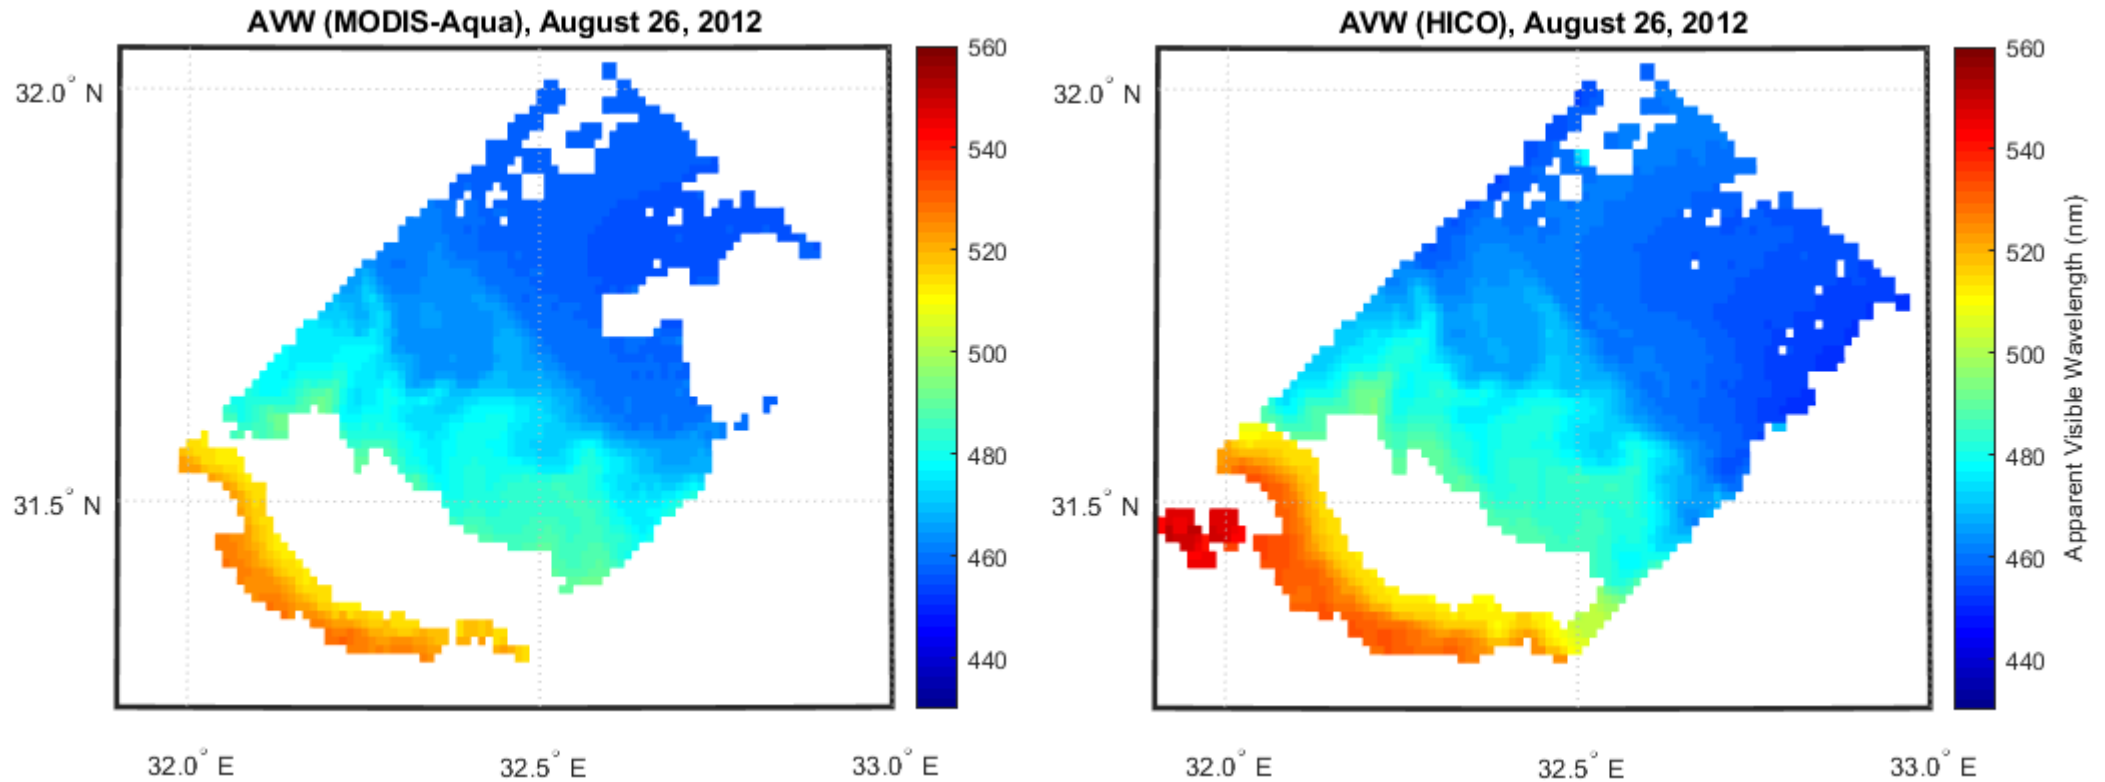 AVW (MODIS-Aqua), August 26, 2012
32.0° N
31.5° N
32.0° E
32.5° E
33.0° E
560
540
520
500
480
460
440
AVW (HICO), August 26, 2012
32.0° N
31.5° N
32.0° E
32.5° E
33.0° E
560
540
520
500
480
460
440
Apparent Visible Wavelength (nm)